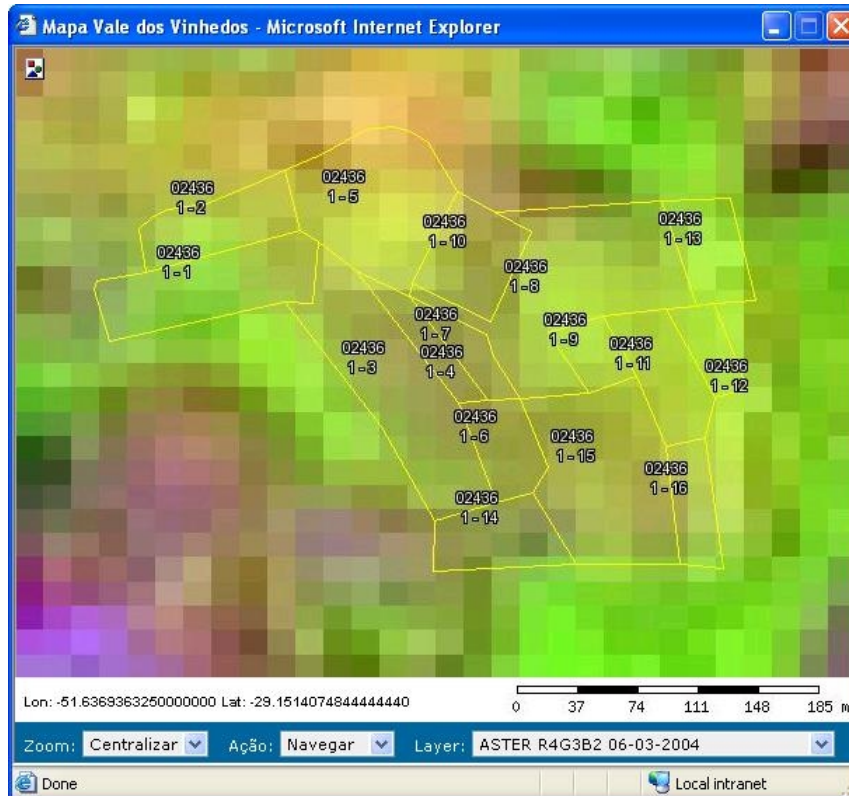 Mapa Vale dos Vinhedos - Microsoft Internet Explorer
02436
1 - 2
02436
1 - 5
02436
1 - 10
02436
1 - 13
02436
1 - 1
02436
1 - 8
02436
1 - 7
02436
1 - 9
02436
1 - 3
02436
1 - 4
02436
1 - 11
02436
1 - 12
02436
1 - 6
02436
1 - 15
02436
1 - 16
02436
1 - 14
Lon: -51.6369363250000000 Lat: -29.1514074844444440
0 37 74 111 148 185 m
Zoom: Centralizar Ação: Navegar Layer: ASTER R4G3B2 06-03-2004
Done Local intranet